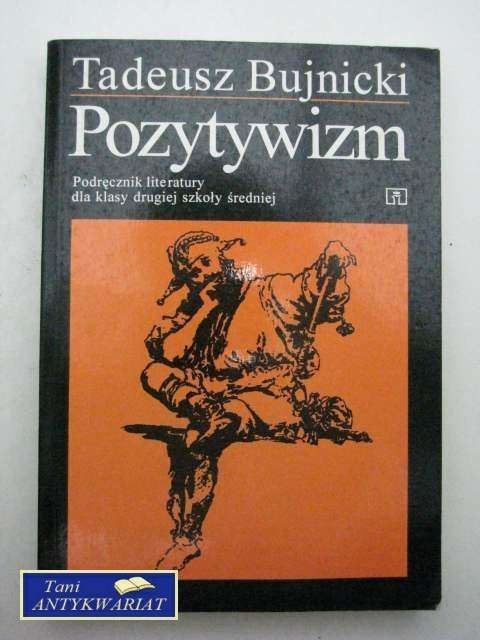 Tadeusz Bujnicki
Pozytywizm
Podręcznik literatury
dla klasy drugiej szkoły średniej
Tani
ANTYKWARIAT